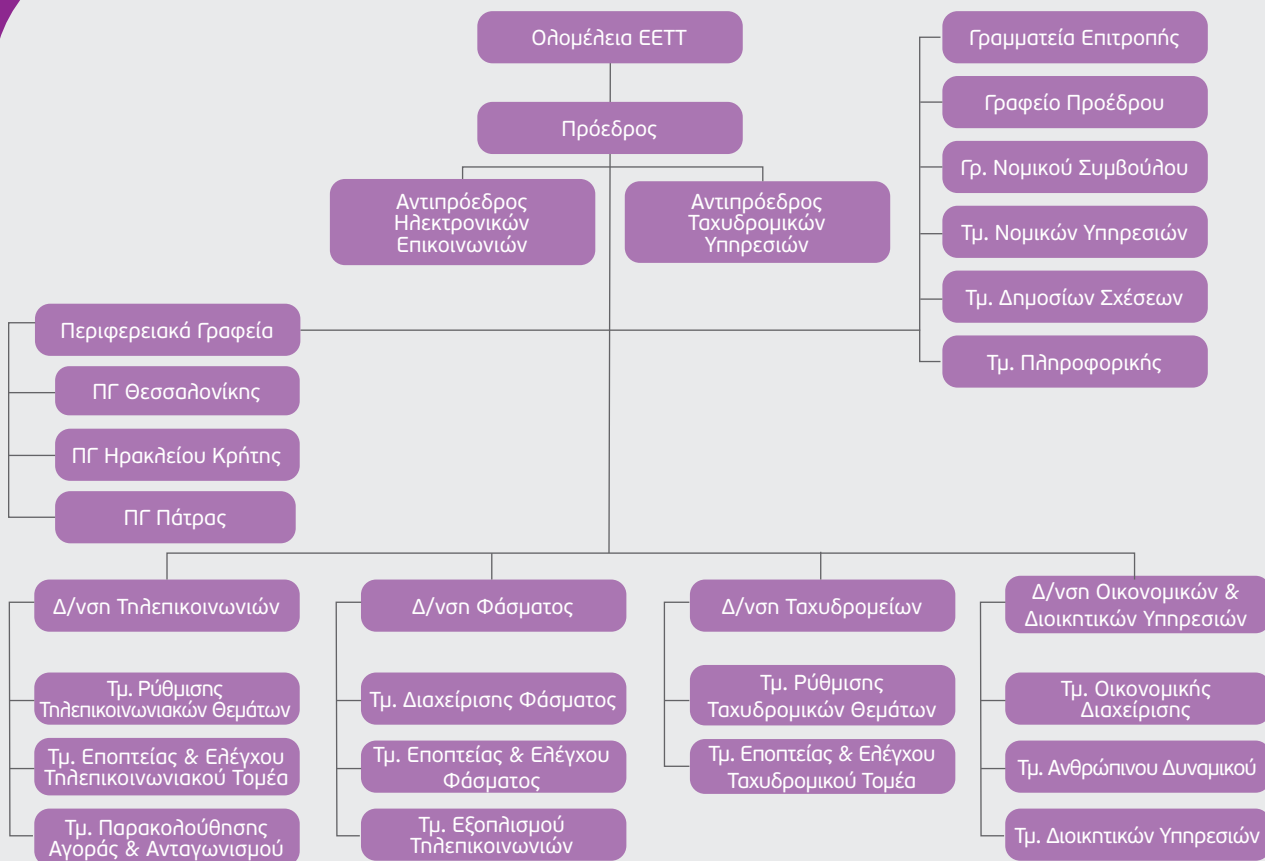 Ολομέλεια ΕΕΤΤ
Πρόεδρος
Αντιπρόεδρος
Ηλεκτρονικών
Επικοινωνιών
Αντιπρόεδρος
Ταχυδρομικών
Υπηρεσιών
Γραμματεία Επιτροπής
Γραφείο Προέδρου
Γρ. Νομικού Συμβούλου
Τμ. Νομικών Υπηρεσιών
Τμ. Δημοσίων Σχέσεων
Τμ. Πληροφορικής
Περιφερειακά Γραφεία
ΠΓ Θεσσαλονίκης
ΠΓ Ηρακλείου Κρήτης
ΠΓ Πάτρας
Δ/νση Τηλεπικοινωνιών
Τμ. Ρύθμισης
Τηλεπικοινωνιακών Θεμάτων
Τμ. Εποπτείας & Ελέγχου
Τηλεπικοινωνιακού Τομέα
Τμ. Παρακολούθησης
Αγοράς & Ανταγωνισμού
Δ/νση Φάσματος
Τμ. Διαχείρισης Φάσματος
Τμ. Εποπτείας & Ελέγχου
Φάσματος
Τμ. Εξοπλισμού
Τηλεπικοινωνιών
Δ/νση Ταχυδρομείων
Τμ. Ρύθμισης
Ταχυδρομικών Θεμάτων
Τμ. Εποπτείας & Ελέγχου
Ταχυδρομικού Τομέα
Δ/νση Οικονομικών &
Διοικητικών Υπηρεσιών
Τμ. Οικονομικής
Διαχείρισης
Τμ. Ανθρώπινου Δυναμικού
Τμ. Διοικητικών Υπηρεσιών